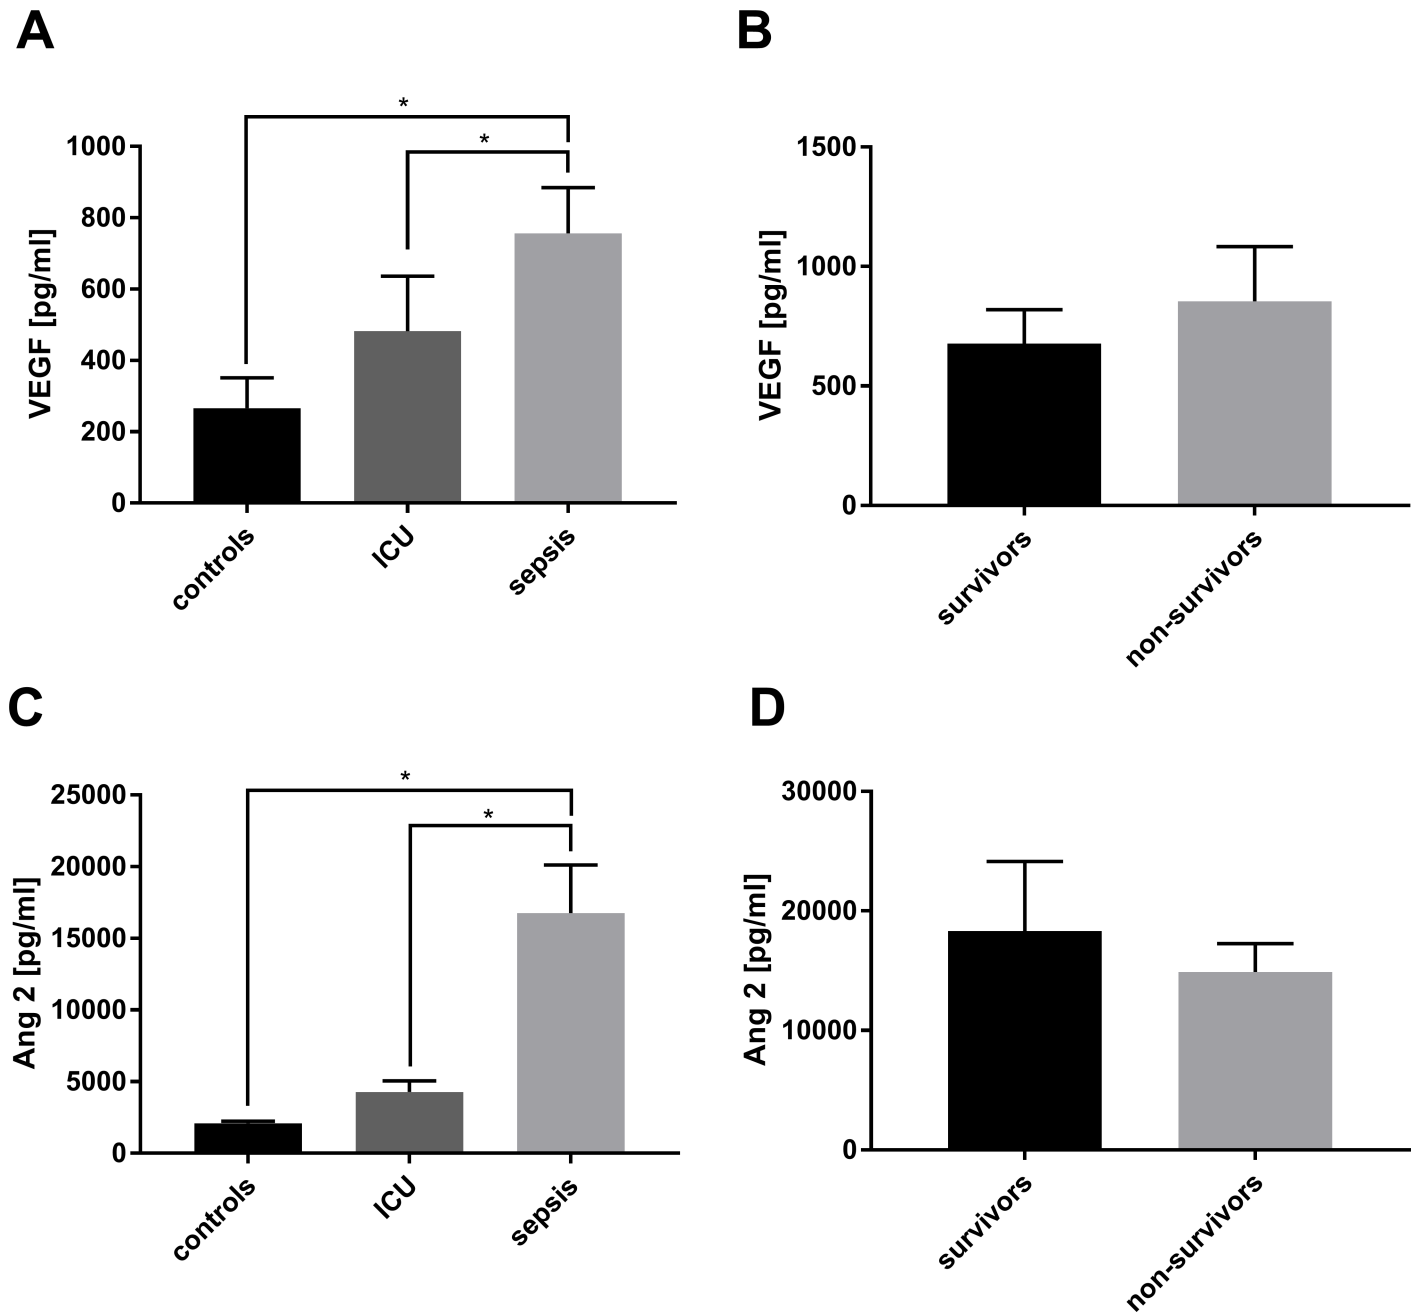 A
*
*
1000
800
600
400
200
0
VEGF [pg/ml]
controls
ICU
sepsis
B
1500
1000
500
0
VEGF [pg/ml]
survivors
non-survivors
C
*
*
25000
20000
15000
10000
5000
0
Ang 2 [pg/ml]
controls
ICU
sepsis
D
30000
20000
10000
0
Ang 2 [pg/ml]
survivors
non-survivors